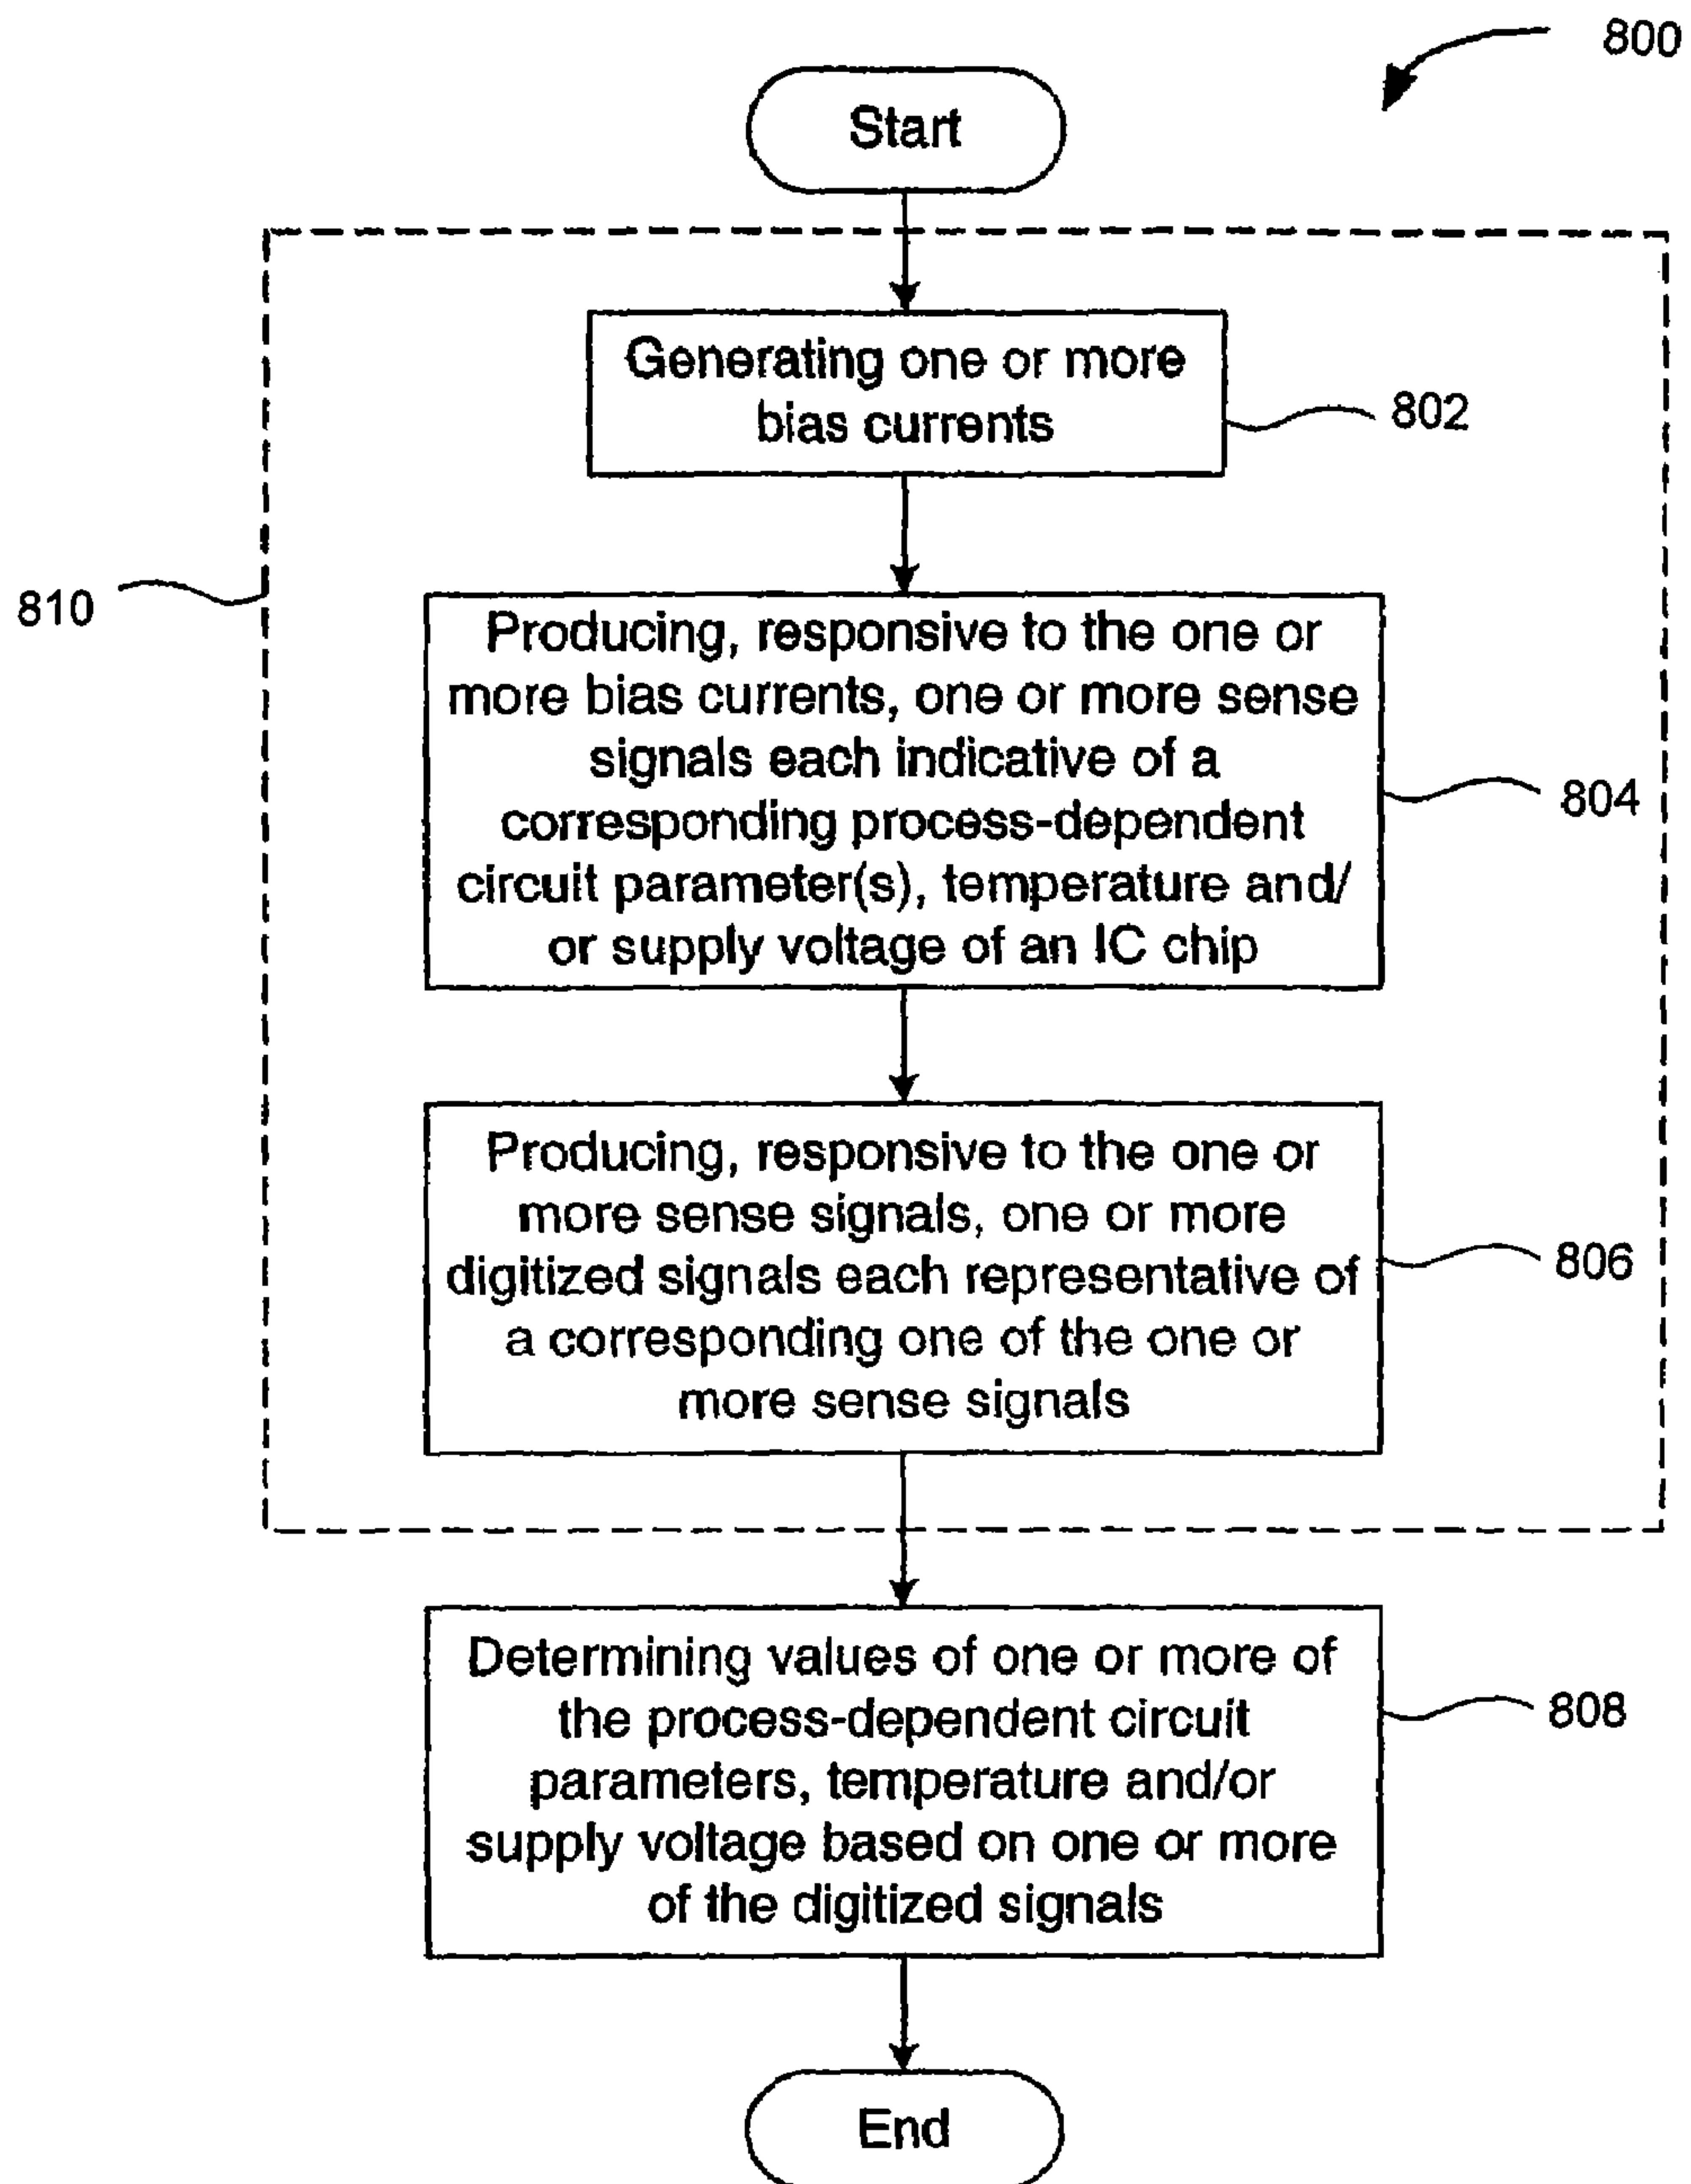 800
Start
Generating one or more
bias currents
802
810
Producing, responsive to the one or
more bias currents, one or more sense
signals each indicative of a
corresponding process-dependent
circuit parameter(s), temperature and/
or supply voltage of an IC chip
804
Producing, responsive to the one or
more sense signals, one or more
digitized signals each representative of
a corresponding one of the one or
more sense signals
806
Determining values of one or more of
the process-dependent circuit
parameters, temperature and/or
supply voltage based on one or more
of the digitized signals
808
End